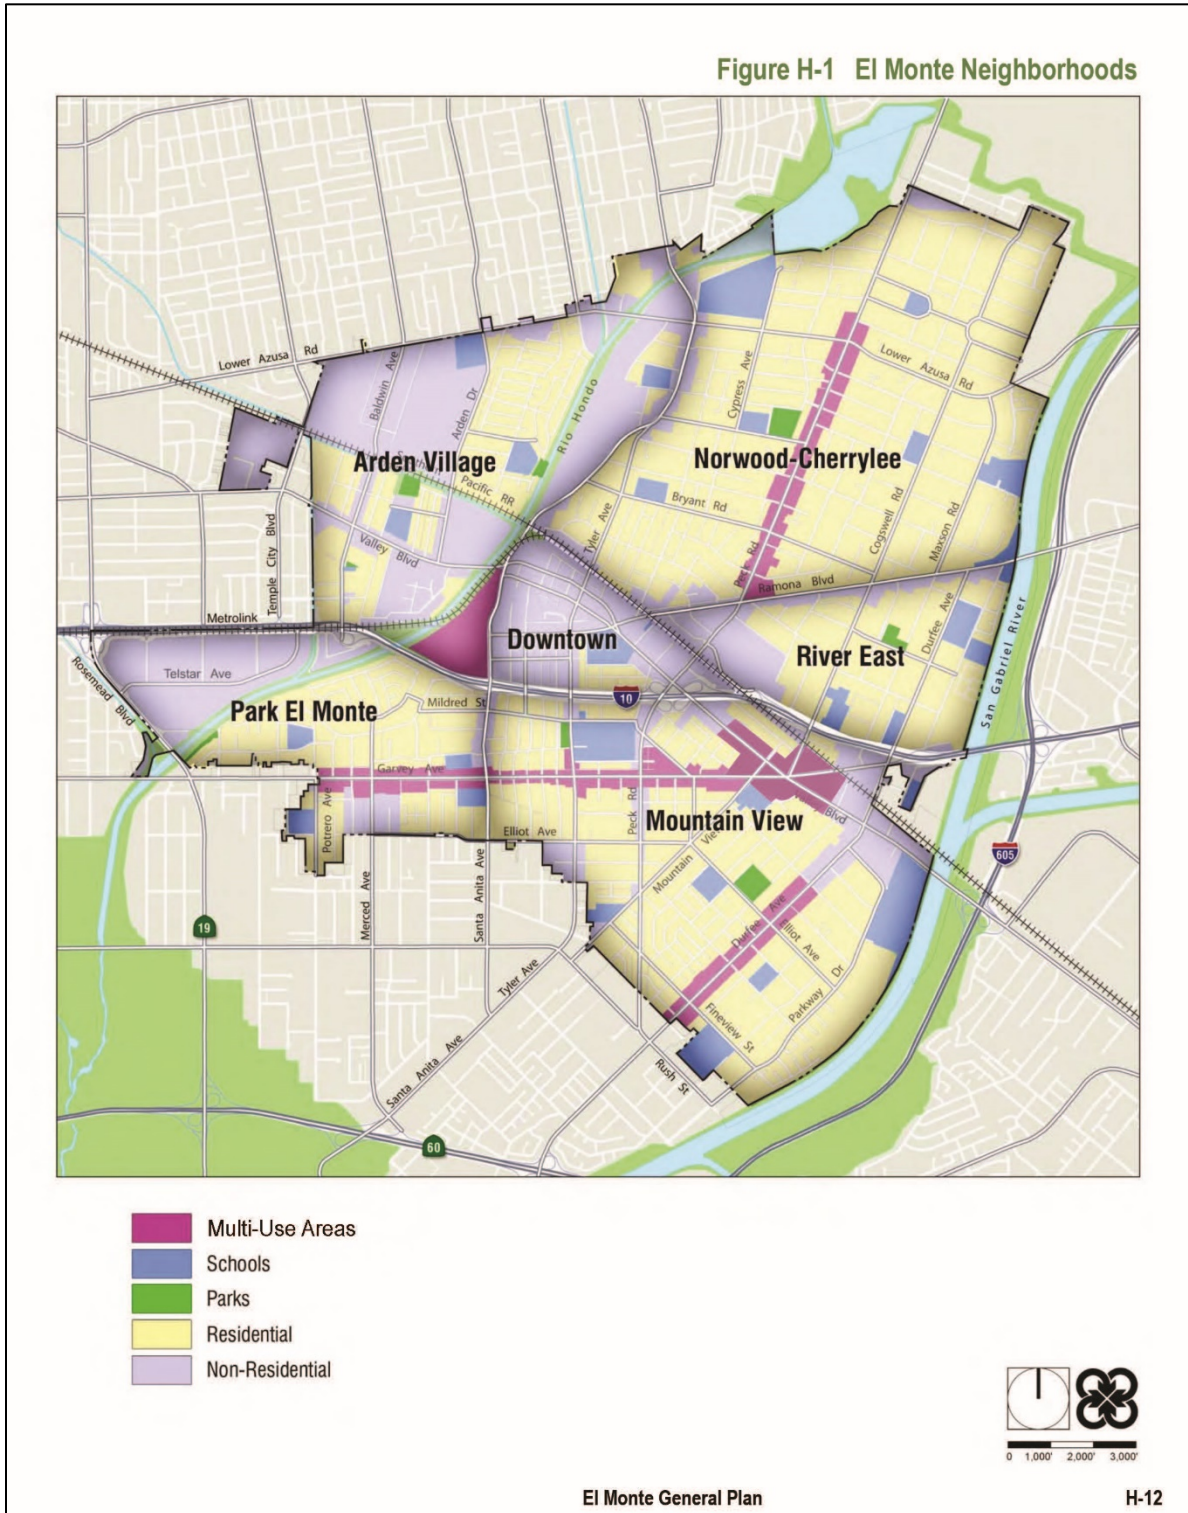 Figure H-1 El Monte Neighborhoods
Lower Azusa Rd
Baldwin Ave
Arden Dr
Rio Hondo
Cypress Ave
Lower Azusa Rd
Arden Village
Southern Pacific RR
Norwood-Cherrylee
Bryant Rd
Tyler Ave
Cogswell Rd
Maxson Rd
Peck Rd
Ramona Blvd
Temple City Blvd
Valley Blvd
Metrolink
Downtown
River East
Durfee Ave
San Gabriel River
Rosemead Blvd
Telstar Ave
Park El Monte
Mildred St
10
Garvey Ave
Potrero Ave
Elliot Ave
Peck Rd
Mountain View
Blvd
Mountain View
605
Merced Ave
Santa Anita Ave
19
Durfee Ave
Elliot Ave
Parkway Dr
Tyler Ave
Fineview St
Santa Anita Ave
Rush St
60
Multi-Use Areas
Schools
Parks
Residential
Non-Residential
0 1,000' 2,000' 3,000'
El Monte General Plan
H-12